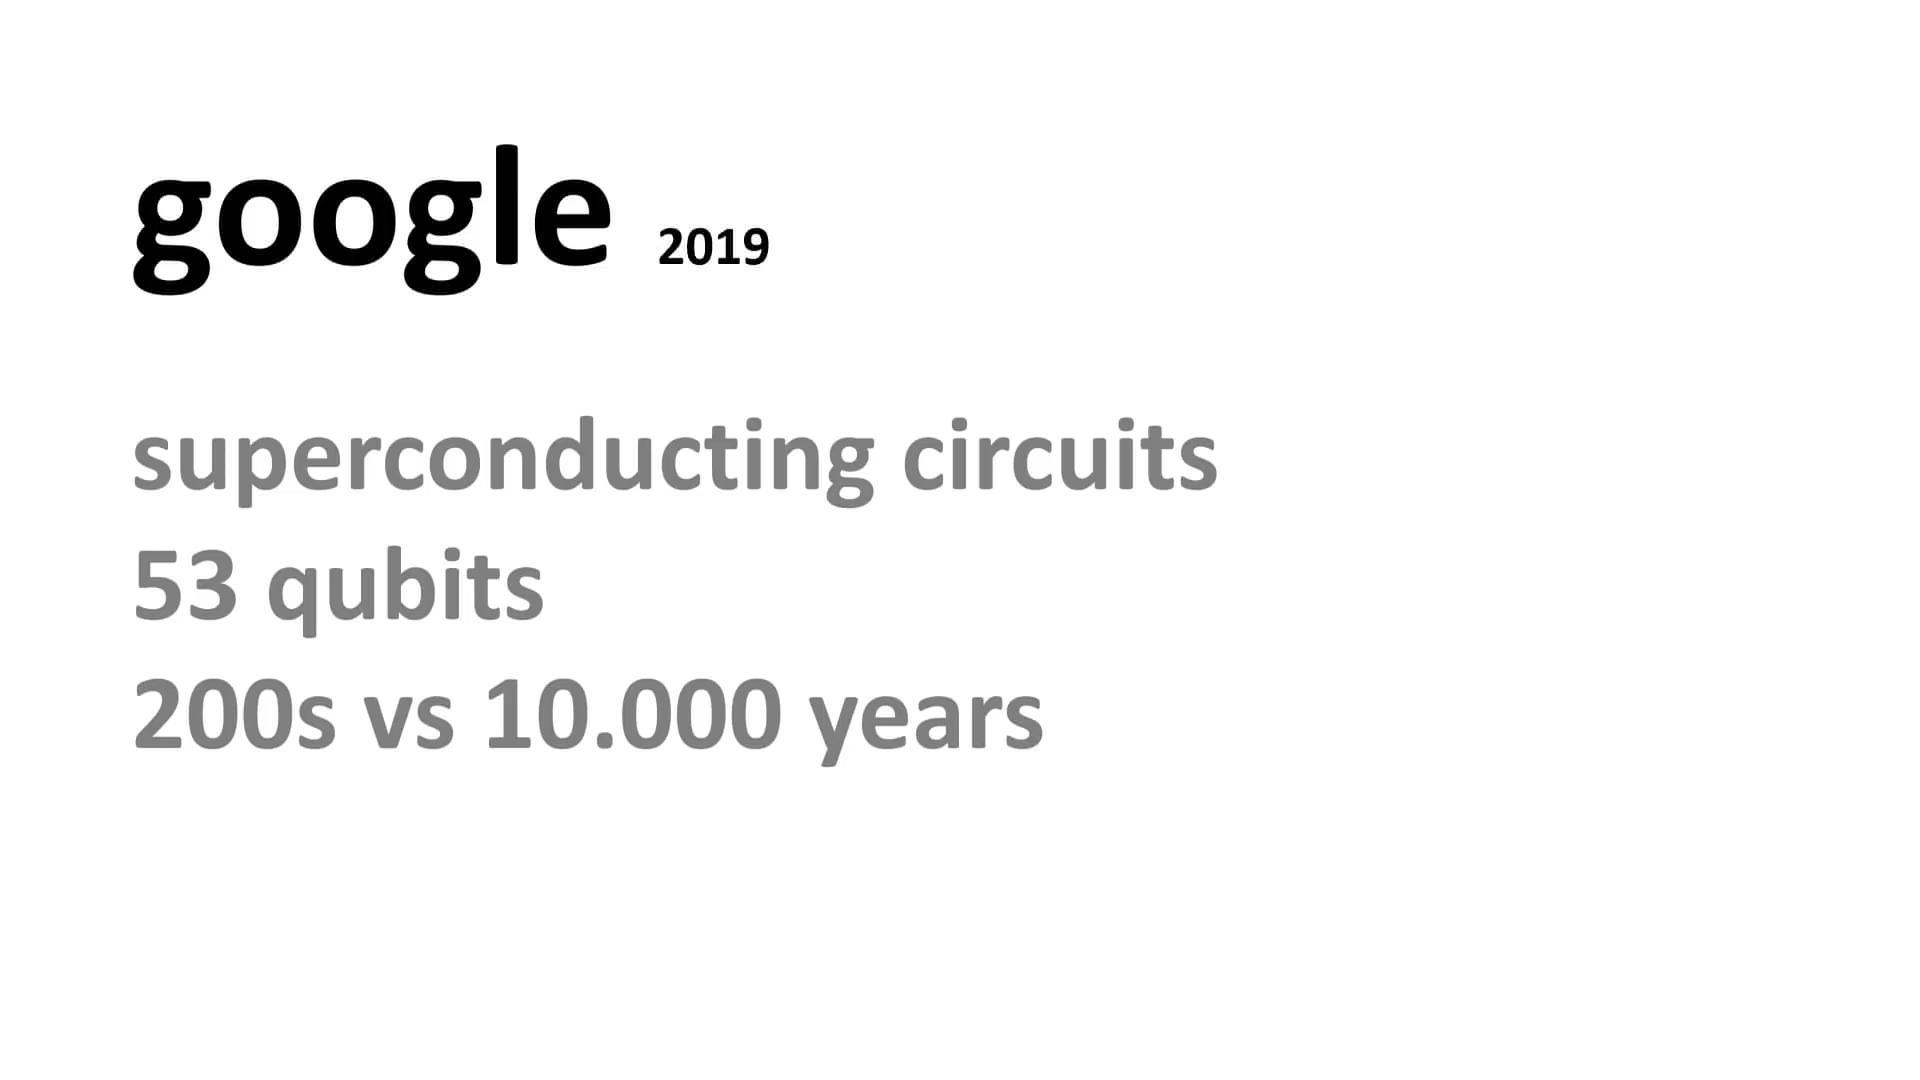 google 2019
superconducting circuits
53 qubits
200s vs 10.000 years